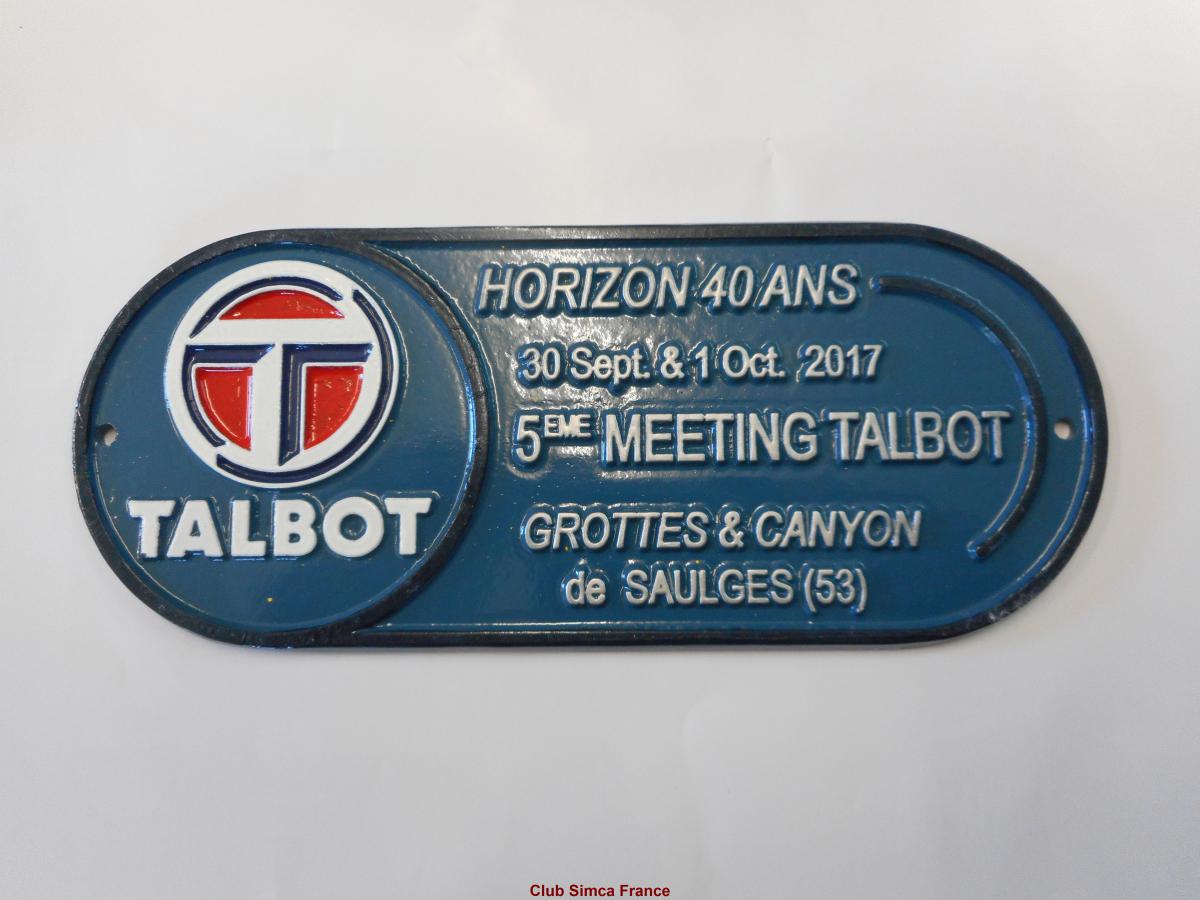 TALBOT
HORIZON 40 ANS
30 Sept. & 1 Oct. 2017
5EME MEETING TALBOT
GROTTES & CANYON
de SAULGES (53)
Club Simca France